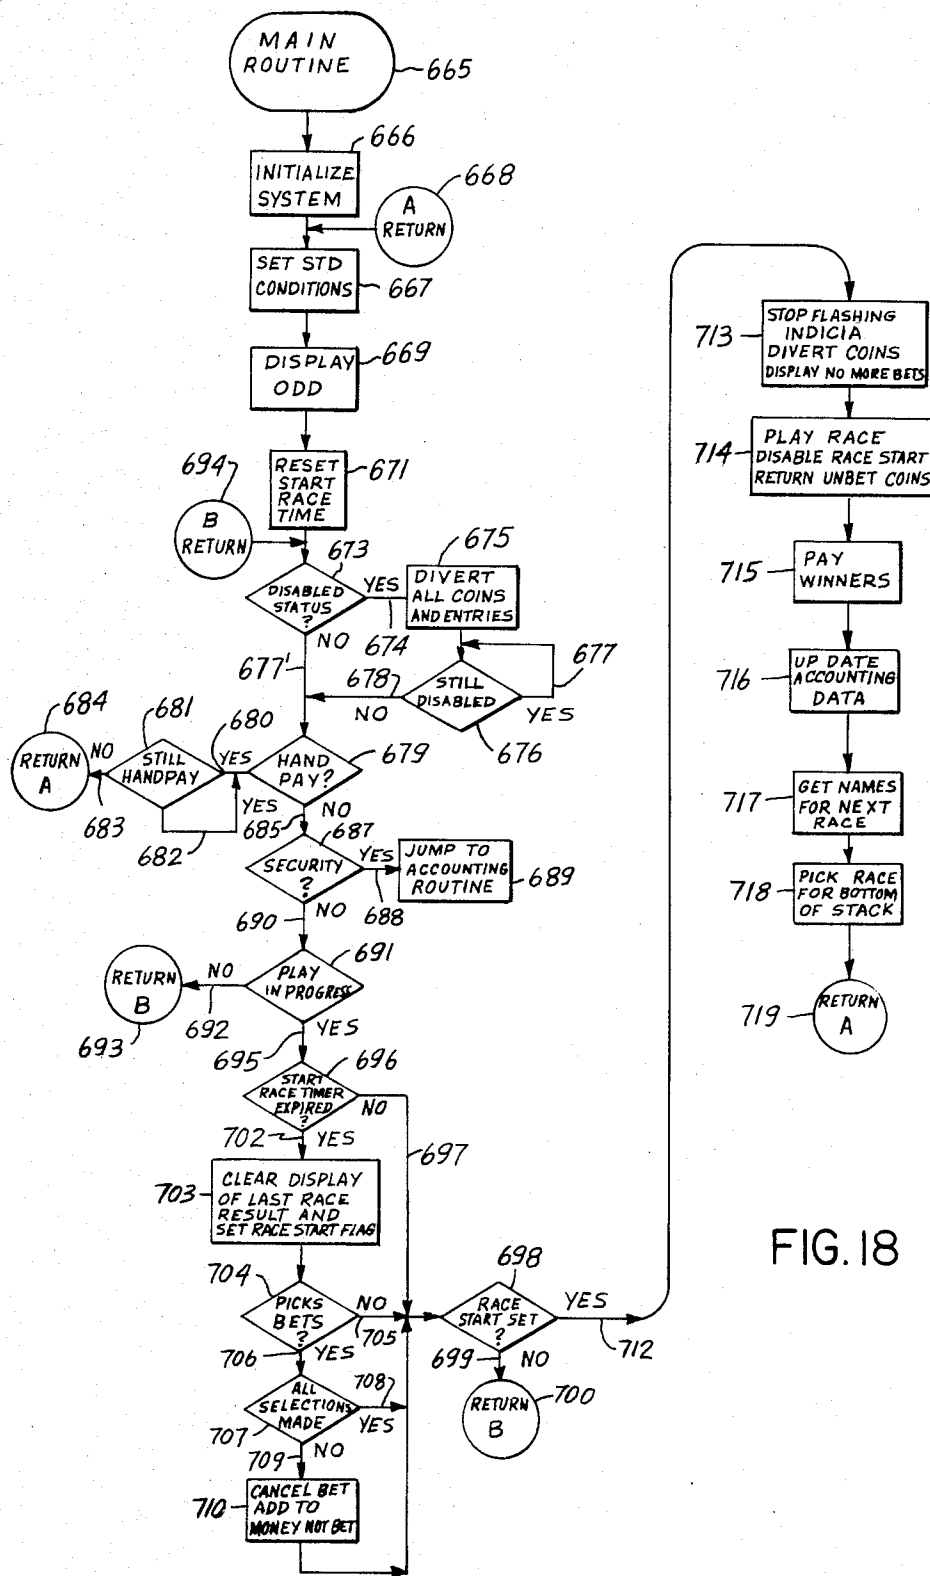 MAIN
ROUTINE
665
666
INITIALIZE
SYSTEM
668
A
RETURN
SET STD
CONDITIONS
667
DISPLAY
ODD
669
RESET
START
RACE
TIME
671
694
B
RETURN
673
DISABLED
STATUS
?
YES
674
NO
675
DIVERT
ALL COINS
AND ENTRIES
677
677'
678
NO
STILL
DISABLED
YES
676
684
RETURN
A
NO
683
681
STILL
HANDPAY
680
YES
YES
682
HAND
PAY?
679
685
NO
687
SECURITY
?
YES
688
JUMP TO
ACCOUNTING
ROUTINE
689
690
NO
691
PLAY
IN PROGRESS
NO
692
RETURN
B
693
695
YES
696
START
RACE TIMER
EXPIRED
?
NO
697
702
YES
703
CLEAR DISPLAY
OF LAST RACE
RESULT AND
SET RACE START FLAG
704
PICKS
BETS
?
NO
705
706
YES
ALL
SELECTIONS
MADE
707
708
YES
709
NO
710
CANCEL BET
ADD TO
MONEY NOT BET
698
RACE
START SET
?
YES
712
699
NO
RETURN
B
700
713
STOP FLASHING
INDICIA
DIVERT COINS
DISPLAY NO MORE BETS
714
PLAY RACE
DISABLE RACE START
RETURN UNBET COINS
715
PAY
WINNERS
716
UP DATE
ACCOUNTING
DATA
717
GET NAMES
FOR NEXT
RACE
718
PICK RACE
FOR BOTTOM
OF STACK
719
RETURN
A
FIG. 18